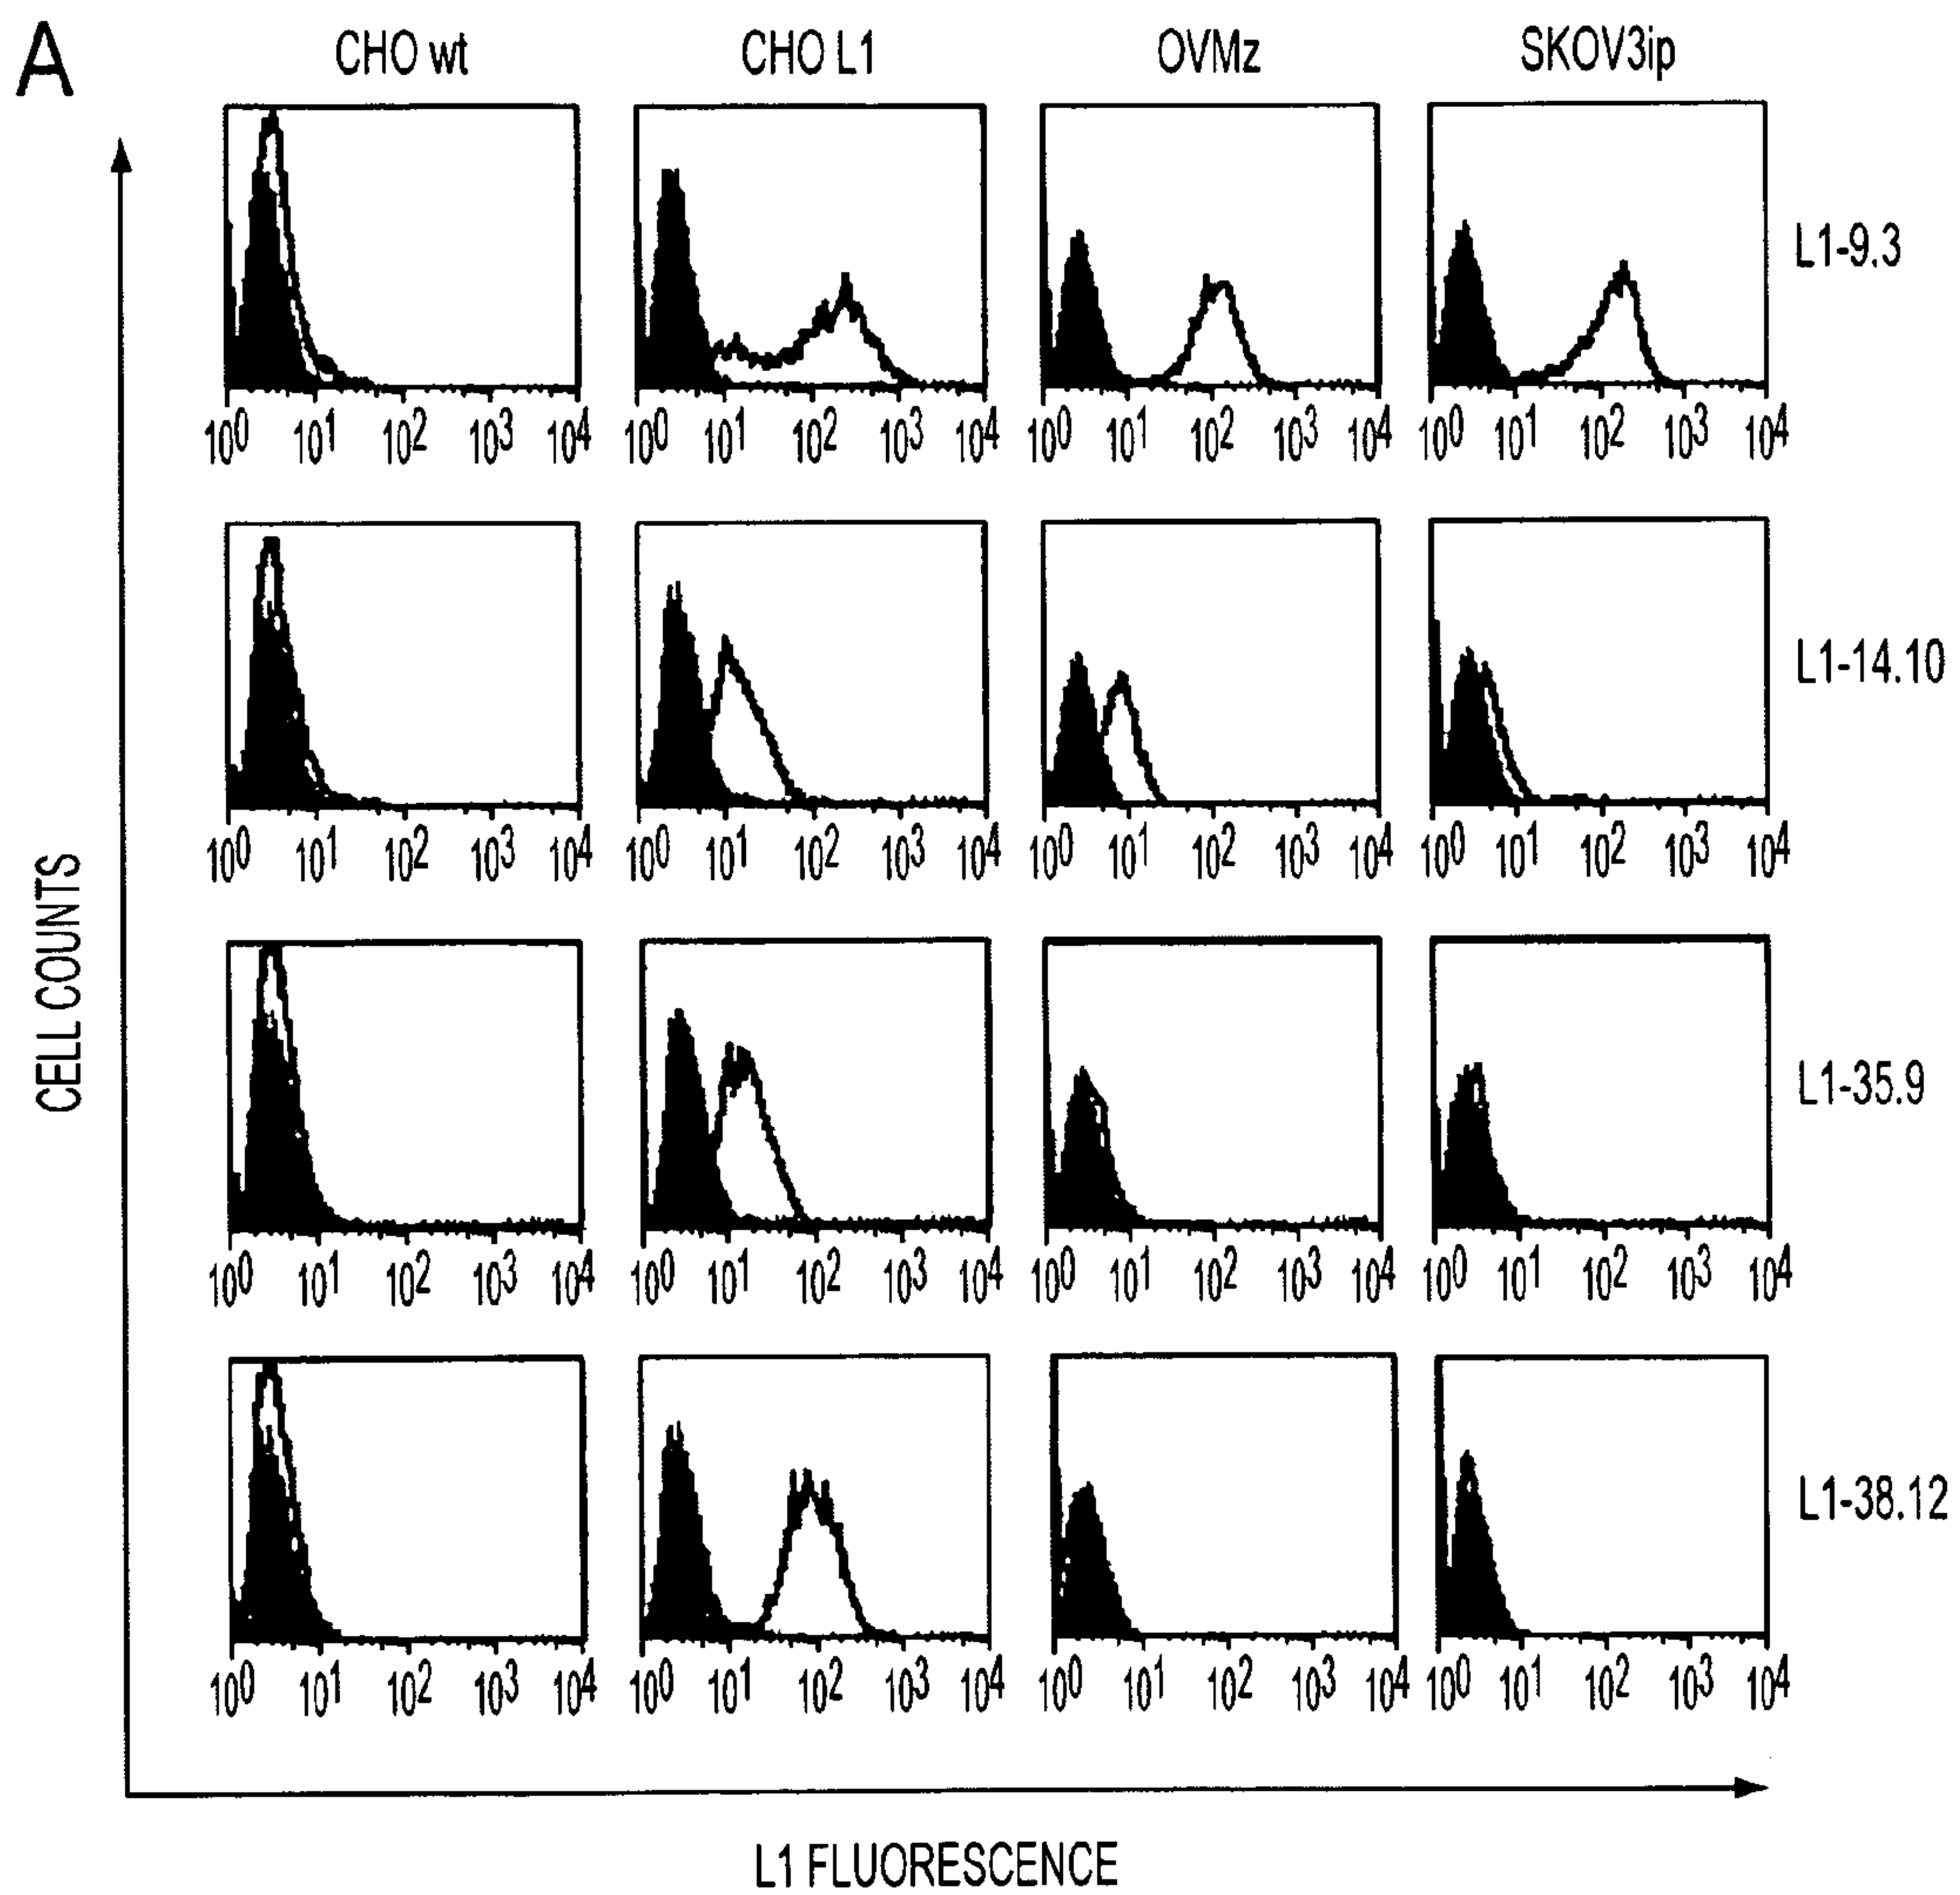 A
CHO wt CHO L1 OVMz SKOV3ip
L1-9.3
10⁰ 10¹ 10² 10³ 10⁴ 10⁰ 10¹ 10² 10³ 10⁴ 10⁰ 10¹ 10² 10³ 10⁴ 10⁰ 10¹ 10² 10³ 10⁴
L1-14.10
10⁰ 10¹ 10² 10³ 10⁴ 10⁰ 10¹ 10² 10³ 10⁴ 10⁰ 10¹ 10² 10³ 10⁴ 10⁰ 10¹ 10² 10³ 10⁴
CELL COUNTS
L1-35.9
10⁰ 10¹ 10² 10³ 10⁴ 10⁰ 10¹ 10² 10³ 10⁴ 10⁰ 10¹ 10² 10³ 10⁴ 10⁰ 10¹ 10² 10³ 10⁴
L1-38.12
10⁰ 10¹ 10² 10³ 10⁴ 10⁰ 10¹ 10² 10³ 10⁴ 10⁰ 10¹ 10² 10³ 10⁴ 10⁰ 10¹ 10² 10³ 10⁴
L1 FLUORESCENCE